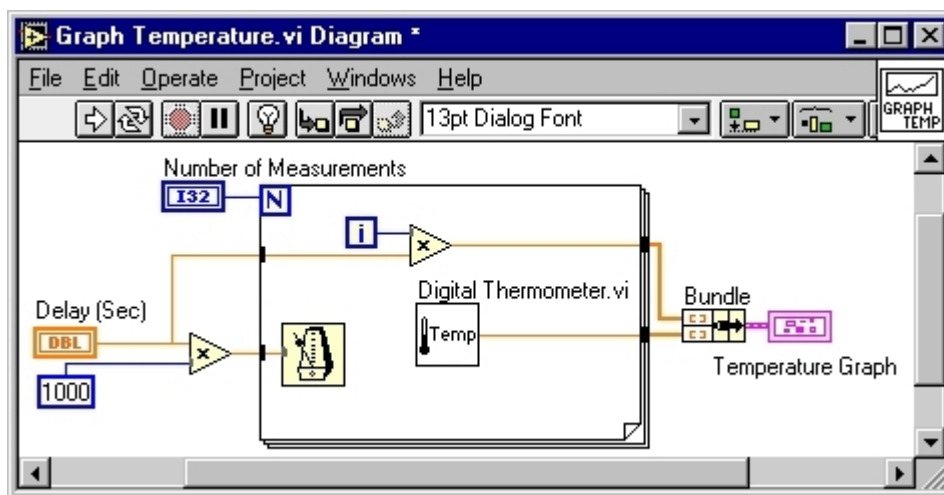 Graph Temperature.vi Diagram *
File Edit Operate Project Windows Help
GRAPH
TEMP
13pt Dialog Font
Number of Measurements
I32
N
i
x
Digital Thermometer.vi
Temp
Bundle
Delay (Sec)
DBL
x
1000
Temperature Graph